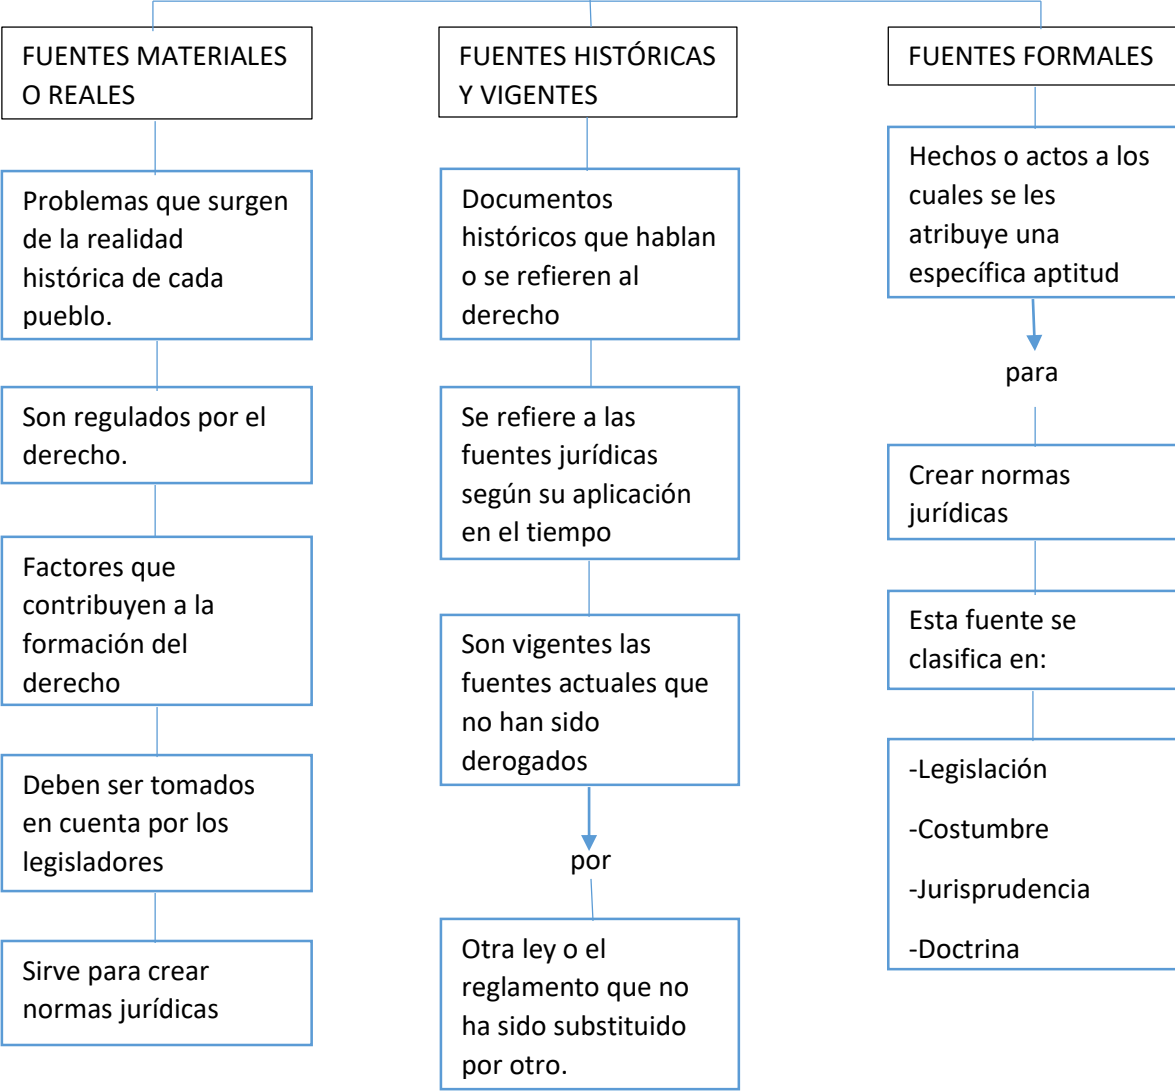 FUENTES MATERIALES
O REALES
Problemas que surgen
de la realidad
histórica de cada
pueblo.
Son regulados por el
derecho.
Factores que
contribuyen a la
formación del
derecho
Deben ser tomados
en cuenta por los
legisladores
Sirve para crear
normas jurídicas
FUENTES HISTÓRICAS
Y VIGENTES
Documentos
históricos que hablan
o se refieren al
derecho
Se refiere a las
fuentes jurídicas
según su aplicación
en el tiempo
Son vigentes las
fuentes actuales que
no han sido
derogados
por
Otra ley o el
reglamento que no
ha sido substituido
por otro.
FUENTES FORMALES
Hechos o actos a los
cuales se les
atribuye una
específica aptitud
para
Crear normas
jurídicas
Esta fuente se
clasifica en:
-Legislación
-Costumbre
-Jurisprudencia
-Doctrina